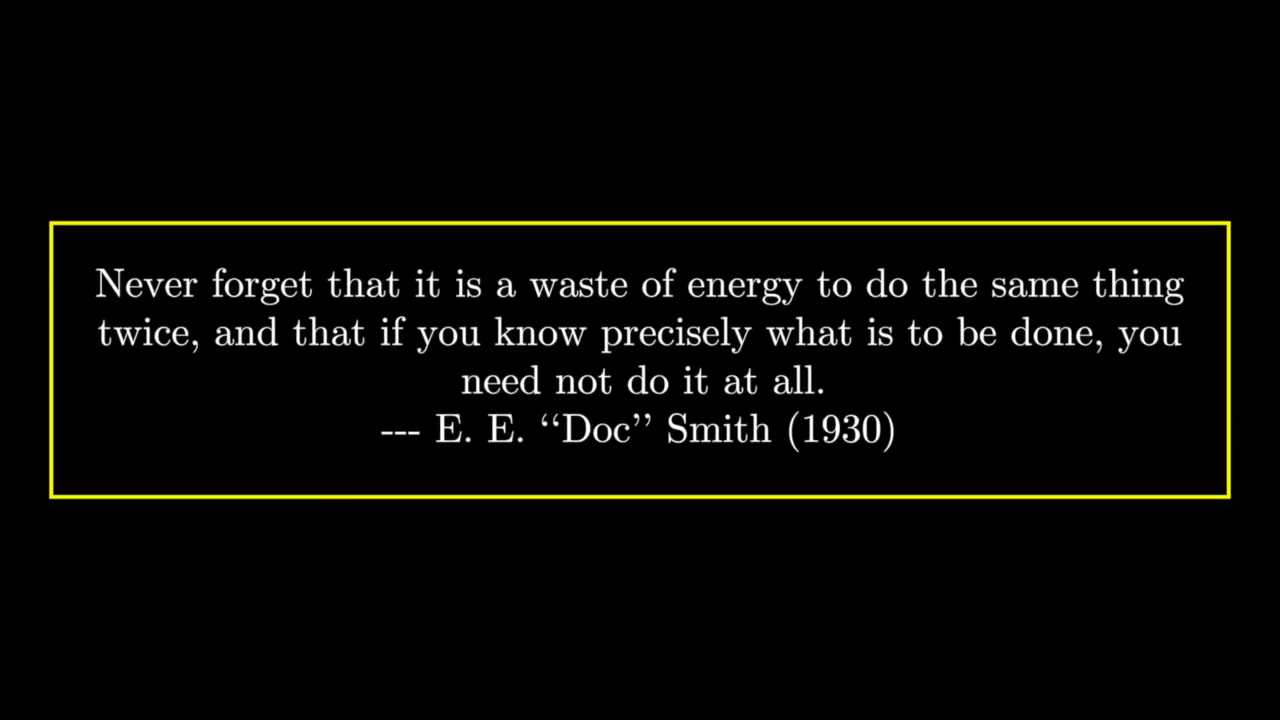 Never forget that it is a waste of energy to do the same thing
twice, and that if you know precisely what is to be done, you
need not do it at all.
--- E. E. “Doc” Smith (1930)